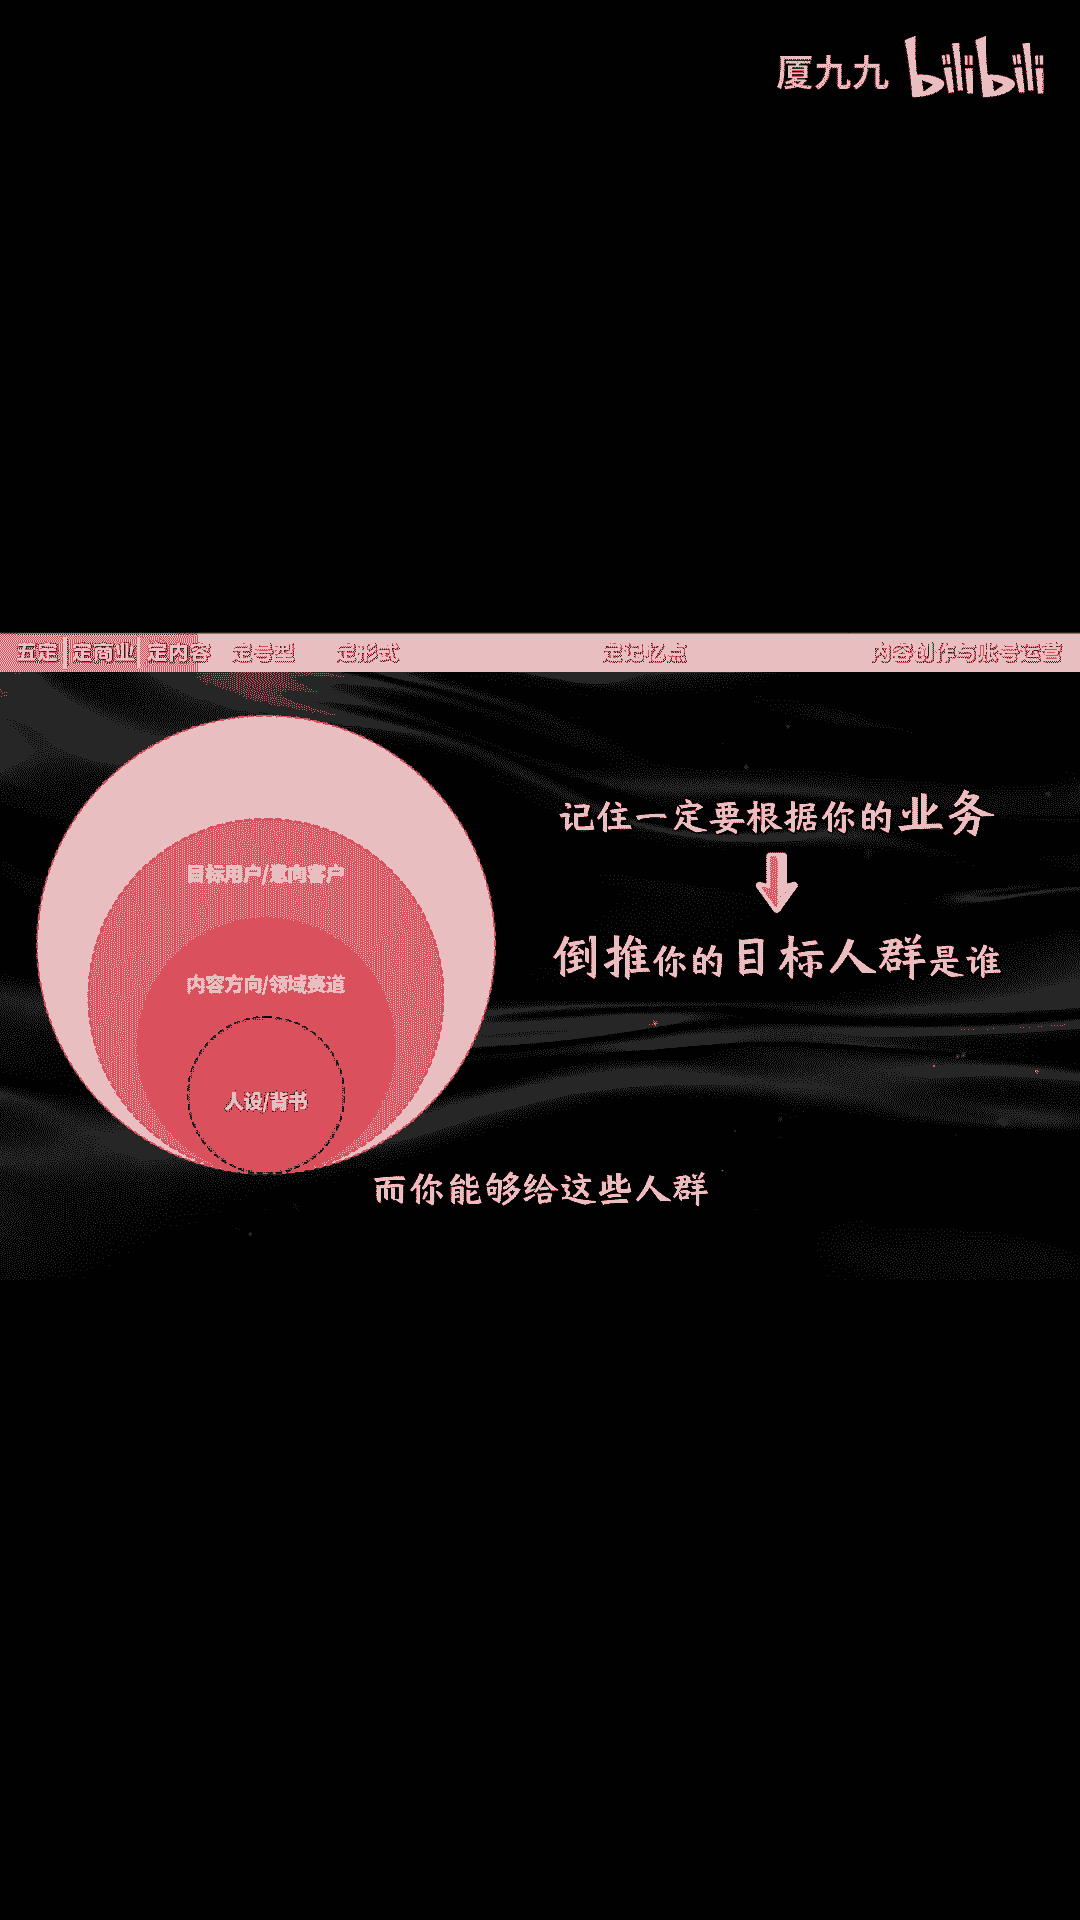 厦九九 bilibili
五定 定商业 定内容 定号型 定形式 定记忆点 内容创作与账号运营
记住一定要根据你的业务
倒推你的目标人群是谁
目标用户/意向客户
内容方向/领域赛道
人设/背书
而你能够给这些人群